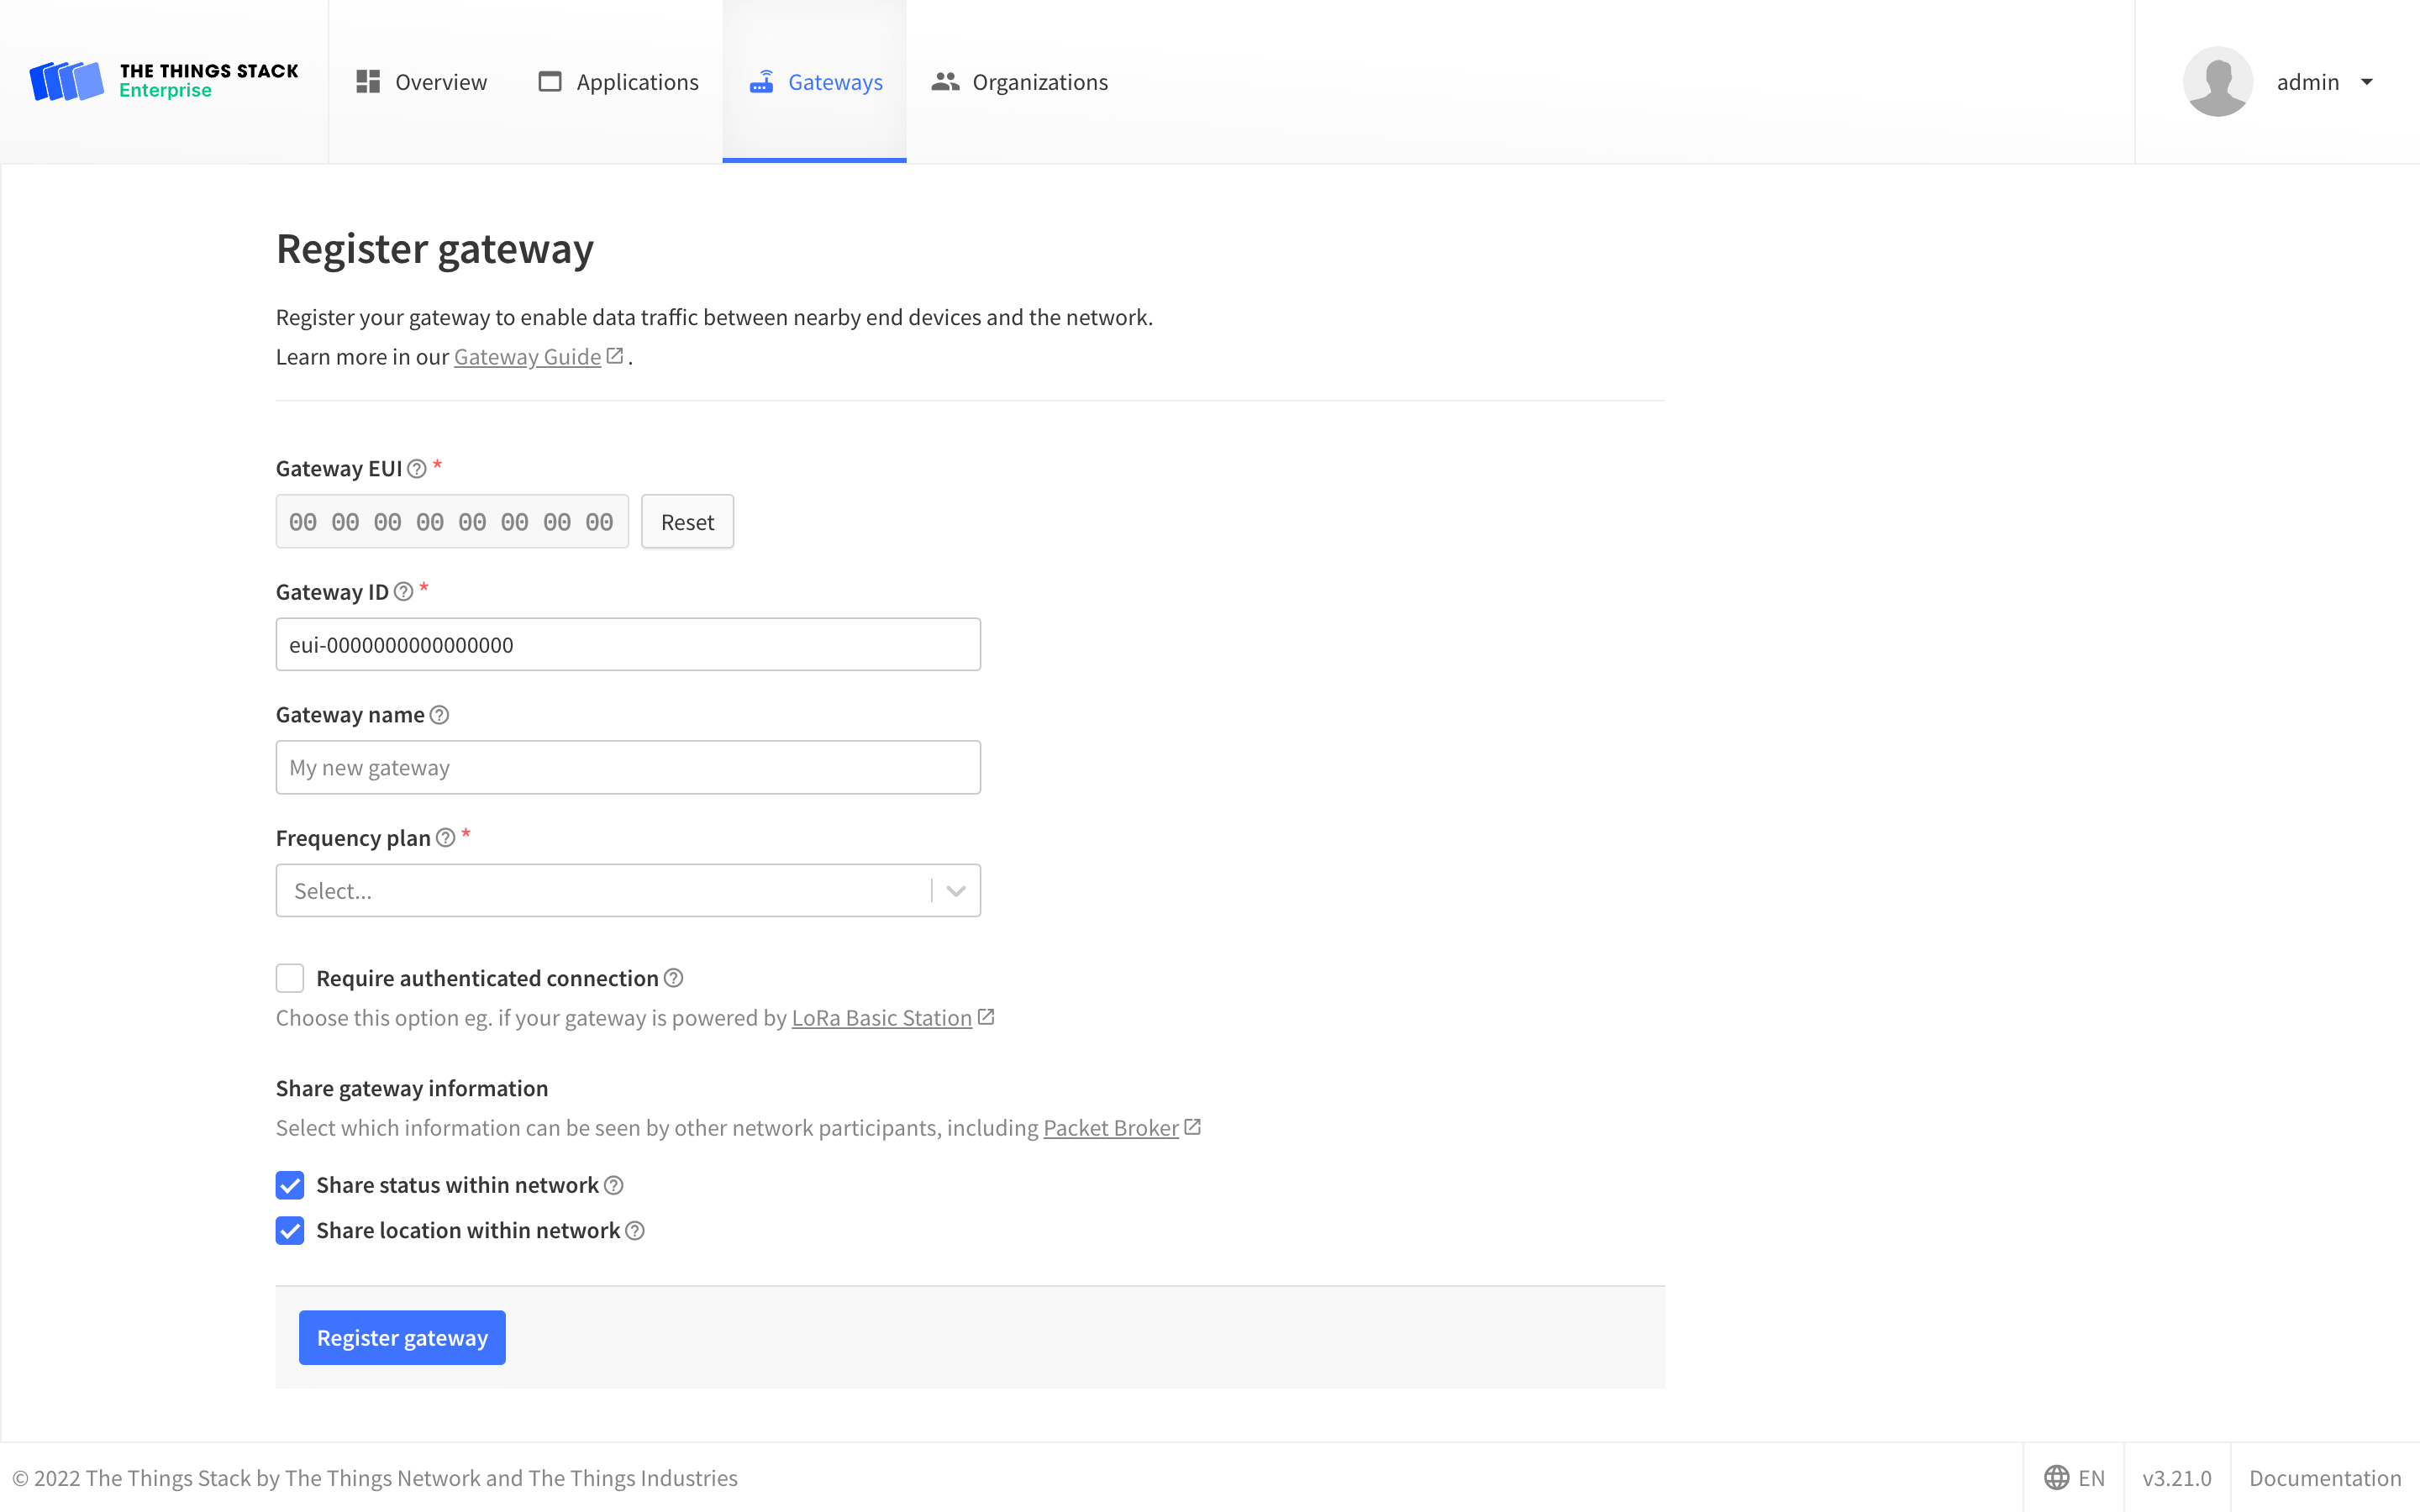 THE THINGS STACK
Enterprise
Overview
Applications
Gateways
Organizations
admin
Register gateway
Register your gateway to enable data traffic between nearby end devices and the network.
Learn more in our Gateway Guide .
Gateway EUI *
00 00 00 00 00 00 00 00
Reset
Gateway ID *
eui-0000000000000000
Gateway name
My new gateway
Frequency plan *
Select...
Require authenticated connection
Choose this option eg. if your gateway is powered by LoRa Basic Station
Share gateway information
Select which information can be seen by other network participants, including Packet Broker
Share status within network
Share location within network
Register gateway
© 2022 The Things Stack by The Things Network and The Things Industries
EN
v3.21.0
Documentation